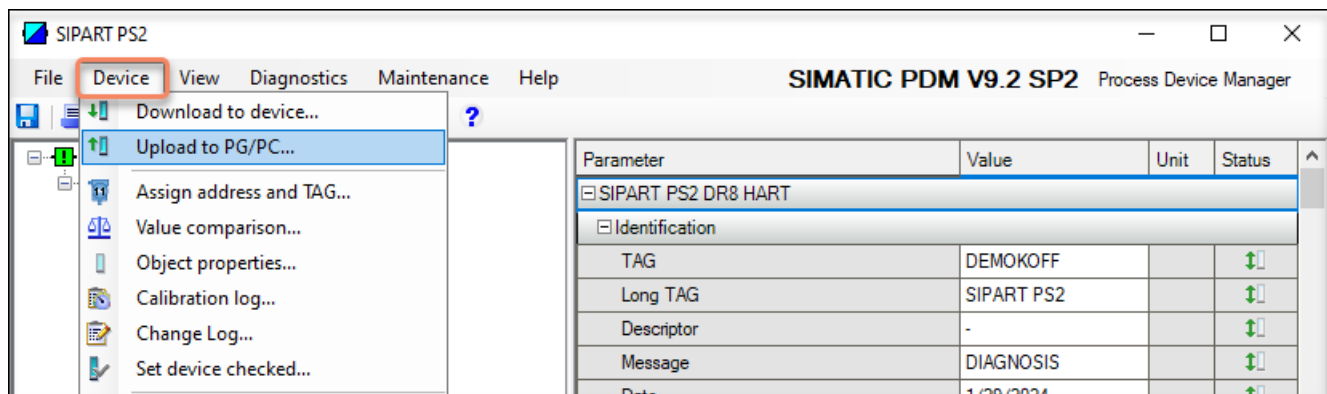 SIPART PS2
File Device View Diagnostics Maintenance Help SIMATIC PDM V9.2 SP2 Process Device Manager
Download to device...
Upload to PG/PC...
Assign address and TAG...
Value comparison...
Object properties...
Calibration log...
Change Log...
Set device checked...
Parameter Value Unit Status
SIPART PS2 DR8 HART
Identification
TAG DEMOKOFF
Long TAG SIPART PS2
Descriptor -
Message DIAGNOSIS